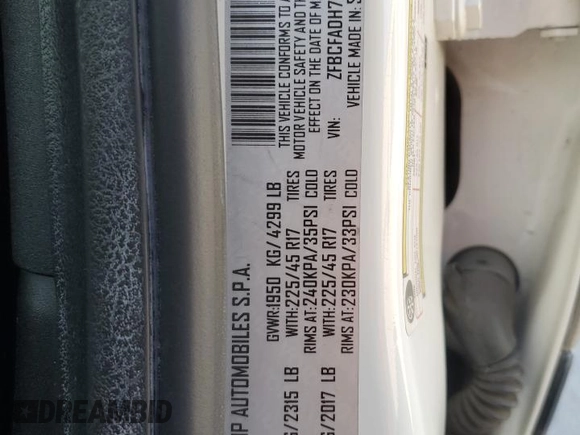 IP AUTOMOBILES S.P.A.
GVWR:1950 KG/ 4299 LB
G/2315 LB WITH:225/45 R17 TIRES
RIMS AT:240KPA/35PSI COLD
G/2017 LB WITH:225/45 R17 TIRES
RIMS AT:230KPA/33PSI COLD
THIS VEHICLE CONFORMS TO A
MOTOR VEHICLE SAFETY AND
EFFECT ON THE DATE OF M
VIN: ZFBCFADH7
VEHICLE MADE IN: S
DREAMBID